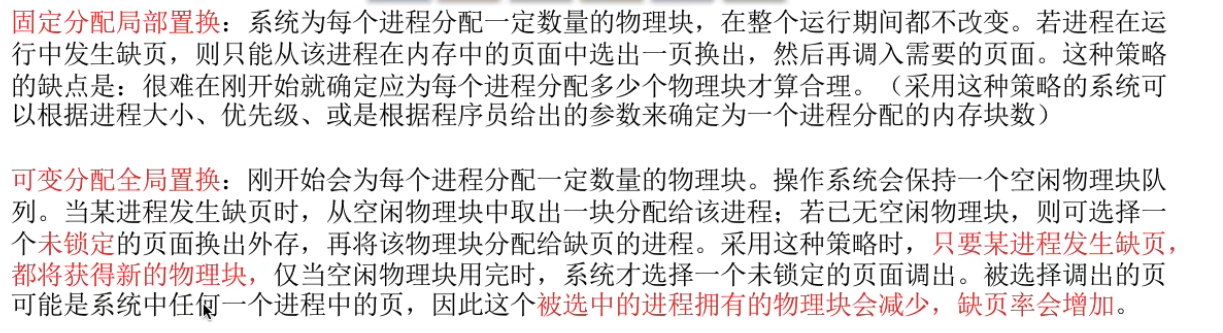 固定分配局部置换：系统为每个进程分配一定数量的物理块，在整个运行期间都不改变。若进程在运
行中发生缺页，则只能从该进程在内存中的页面中选出一页换出，然后再调入需要的页面。这种策略
的缺点是：很难在刚开始就确定应为每个进程分配多少个物理块才算合理。（采用这种策略的系统可
以根据进程大小、优先级、或是根据程序员给出的参数来确定为一个进程分配的内存块数）
可变分配全局置换：刚开始会为每个进程分配一定数量的物理块。操作系统会保持一个空闲物理块队
列。当某进程发生缺页时，从空闲物理块中取出一块分配给该进程；若已无空闲物理块，则可选择一
个未锁定的页面换出外存，再将该物理块分配给缺页的进程。采用这种策略时，只要某进程发生缺页，
都将获得新的物理块，仅当空闲物理块用完时，系统才选择一个未锁定的页面调出。被选择调出的页
可能是系统中任何一个进程中的页，因此这个被选中的进程拥有的物理块会减少，缺页率会增加。